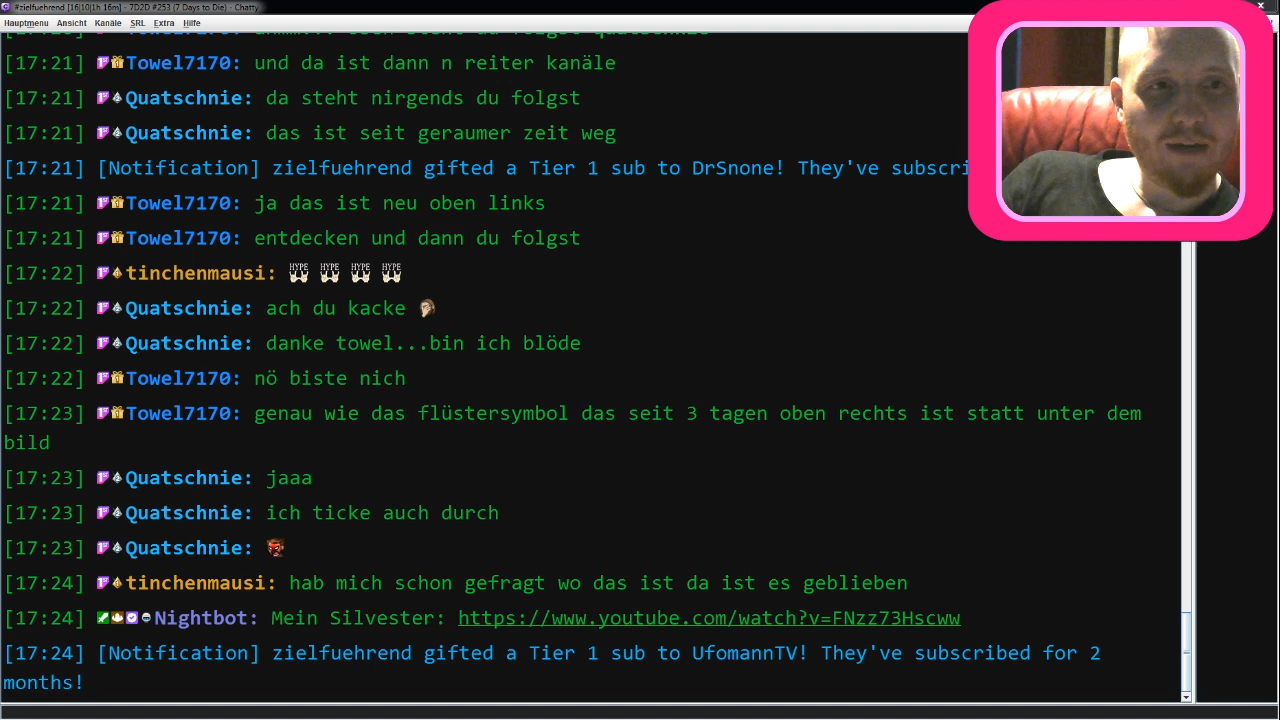 #zielfuehrend [16|10|1h 16m] - 7D2D #253 (7 Days to Die) - Chatty
Hauptmenu Ansicht Kanäle SRL Extra Hilfe
[17:21] Towel7170: und da ist dann n reiter kanäle
[17:21] Quatschnie: da steht nirgends du folgst
[17:21] Quatschnie: das ist seit geraumer zeit weg
[17:21] [Notification] zielfuehrend gifted a Tier 1 sub to DrSnone! They've subscri
[17:21] Towel7170: ja das ist neu oben links
[17:21] Towel7170: entdecken und dann du folgst
[17:22] tinchenmausi: HYPE HYPE HYPE HYPE
[17:22] Quatschnie: ach du kacke
[17:22] Quatschnie: danke towel...bin ich blöde
[17:22] Towel7170: nö biste nich
[17:23] Towel7170: genau wie das flüstersymbol das seit 3 tagen oben rechts ist statt unter dem
bild
[17:23] Quatschnie: jaaa
[17:23] Quatschnie: ich ticke auch durch
[17:23] Quatschnie:
[17:24] tinchenmausi: hab mich schon gefragt wo das ist da ist es geblieben
[17:24] Nightbot: Mein Silvester: https://www.youtube.com/watch?v=FNzz73Hscww
[17:24] [Notification] zielfuehrend gifted a Tier 1 sub to UfomannTV! They've subscribed for 2
months!